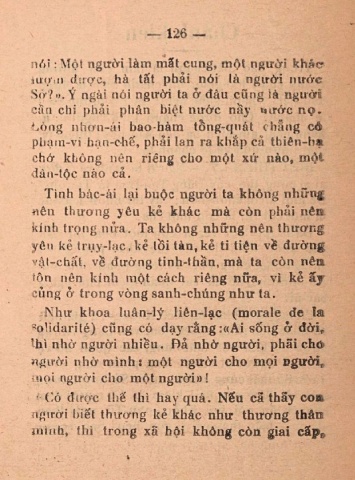 — 126 —
nói : Một người làm mất cung, một người khác
lượm được, hà tất phải nói là người nước
Sở?». Ý ngài nói người ta ở đâu cũng là người
cần chi phải phân biệt nước nầy nước nọ.
Lòng nhơn-ái bao-hàm tổng-quát chẳng có
phạm-vi hạn-chế, phải lan ra khắp cả thiên-hạ
chớ không nên riêng cho một xứ nào, một
dân-tộc nào cả.
Tình bác-ái lại buộc người ta không những
nên thương yêu kẻ khác mà còn phải nên
kính trọng nữa. Ta không những nên thương
yêu kẻ trụy-lạc, kẻ tồi tàn, kẻ ti tiện về đường
vật-chất, về đường tinh-thần, mà ta còn nên
tôn nên kính một cách riêng nữa, vì kẻ ấy
củng ở trong vòng sanh-chúng như ta.
Như khoa luân-lý liên-lạc (morale de la
solidarité) cũng có dạy rằng : «Ai sống ở đời,
thì nhờ người nhiều. Đả nhờ người, phải cho
người nhờ mình : một người cho mọi người,
mọi người cho một người» !
Có được thế thì hay quá. Nếu cả thảy con
người biết thương kẻ khác như thương thân
mình, thì trong xã hội không còn giai cấp,